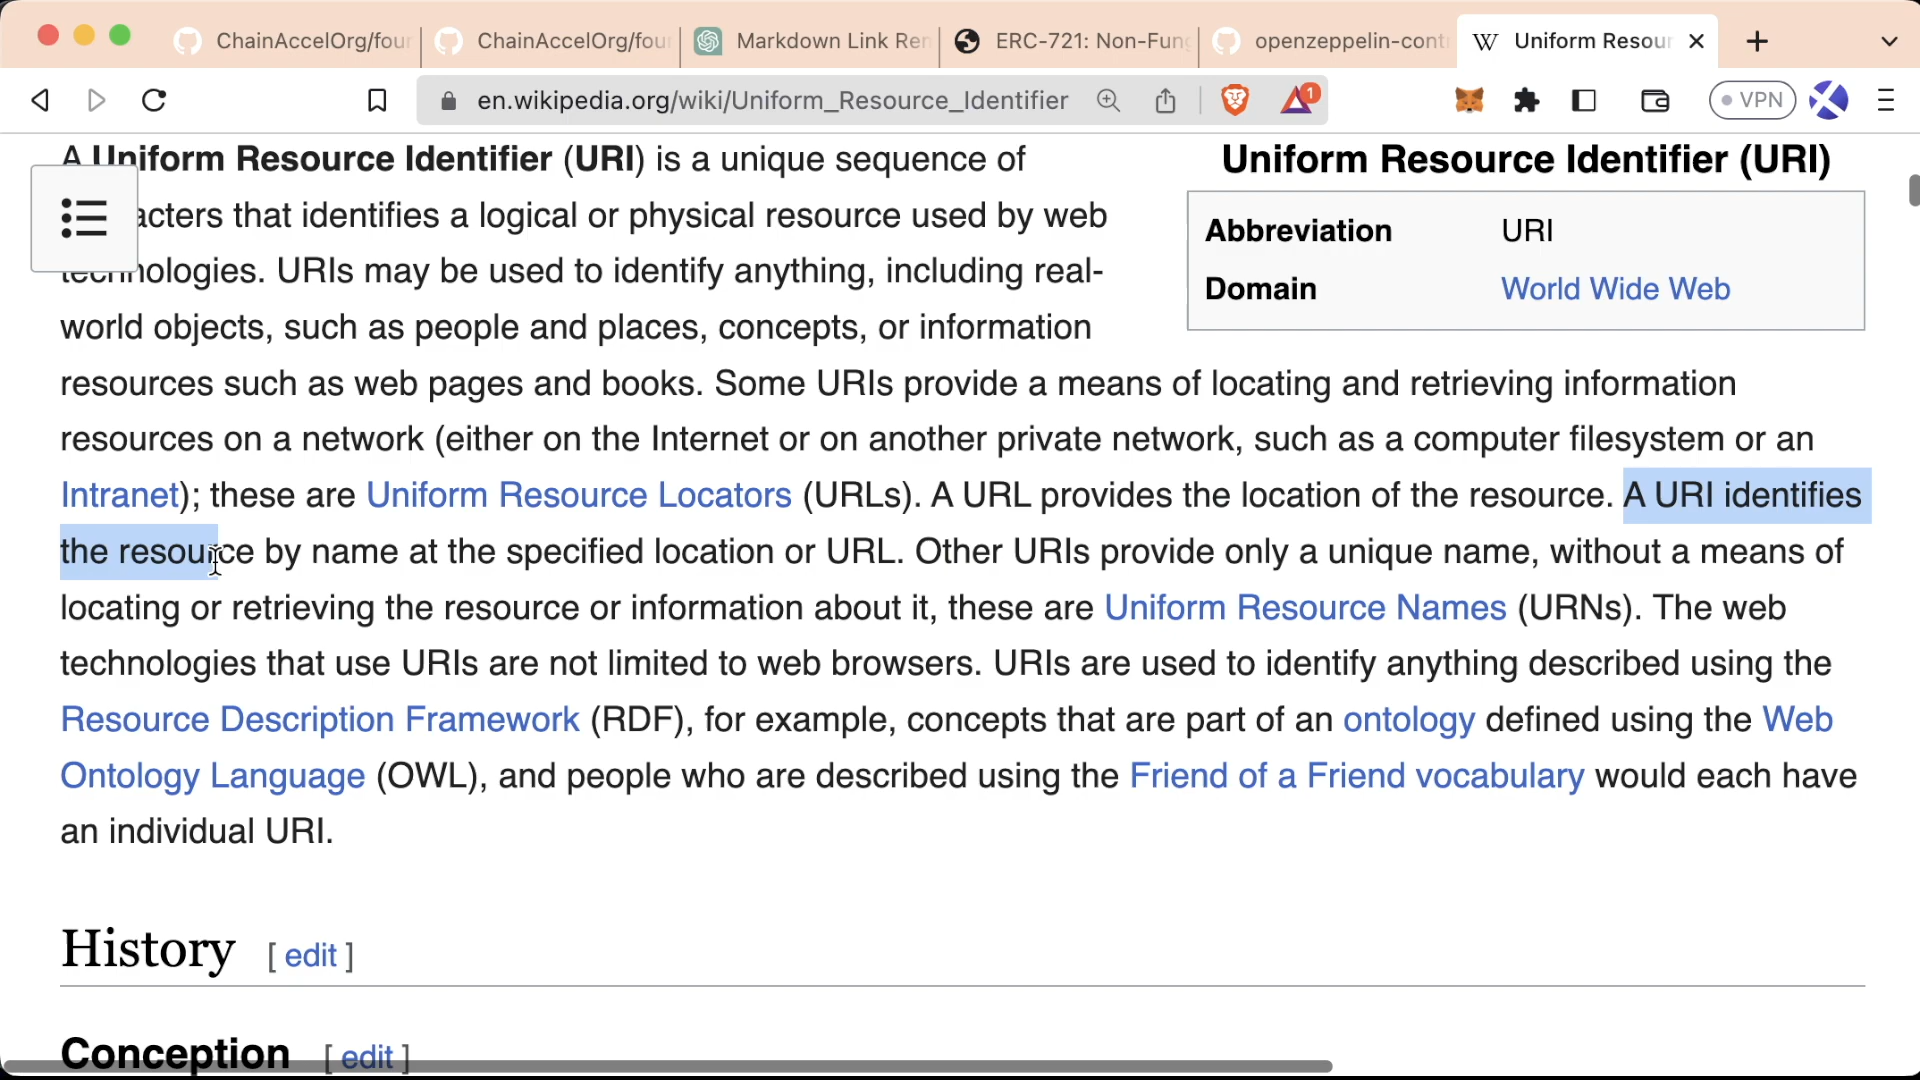 ChainAccelOrg/four
ChainAccelOrg/four
Markdown Link Ren
ERC-721: Non-Fung
openzeppelin-contr
W Uniform Resour
en.wikipedia.org/wiki/Uniform_Resource_Identifier
1
VPN
A Uniform Resource Identifier (URI) is a unique sequence of
acters that identifies a logical or physical resource used by web
technologies. URIs may be used to identify anything, including real-
world objects, such as people and places, concepts, or information
Uniform Resource Identifier (URI)
Abbreviation URI
Domain World Wide Web
resources such as web pages and books. Some URIs provide a means of locating and retrieving information
resources on a network (either on the Internet or on another private network, such as a computer filesystem or an
Intranet); these are Uniform Resource Locators (URLs). A URL provides the location of the resource. A URI identifies
the resource by name at the specified location or URL. Other URIs provide only a unique name, without a means of
locating or retrieving the resource or information about it, these are Uniform Resource Names (URNs). The web
technologies that use URIs are not limited to web browsers. URIs are used to identify anything described using the
Resource Description Framework (RDF), for example, concepts that are part of an ontology defined using the Web
Ontology Language (OWL), and people who are described using the Friend of a Friend vocabulary would each have
an individual URI.
History [ edit ]
Conception [ edit ]